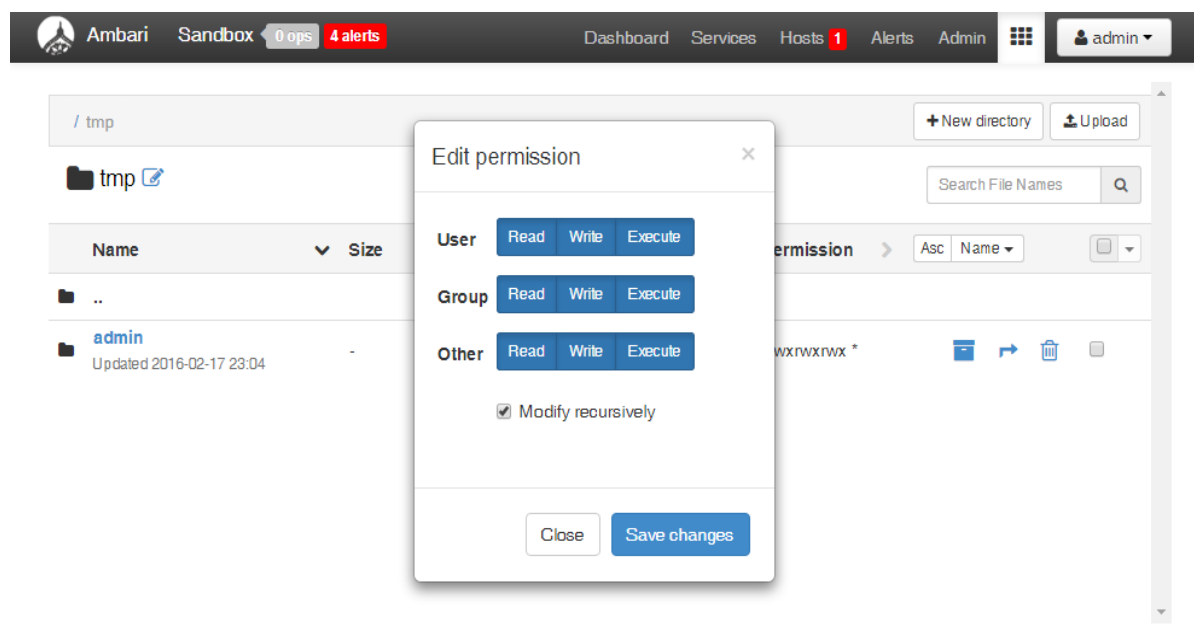 Ambari Sandbox 0 ops 4 alerts Dashboard Services Hosts 1 Alerts Admin admin
/ tmp
+ New directory Upload
tmp
Search File Names
Name Size ermission Asc Name
..
admin
Updated 2016-02-17 23:04
-
wxrwxrwx *
Edit permission ×
User Read Write Execute
Group Read Write Execute
Other Read Write Execute
Modify recursively
Close Save changes